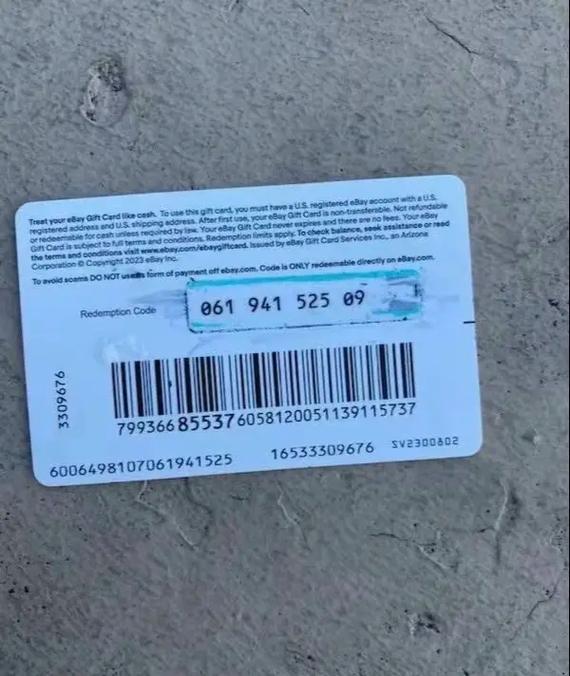 Treat your eBay Gift Card like cash. To use this gift card, you must have a U.S. registered eBay account with a U.S.
registered address and U.S. shipping address. After first use, your eBay Gift Card is non-transferable. Not refundable
or redeemable for cash unless required by law. Your eBay Gift Card never expires and there are no fees. Your eBay
Gift Card is subject to full terms and conditions. Redemption limits apply. To check balance, seek assistance or read
the terms and conditions visit www.ebay.com/ebaygiftcard. Issued by eBay Gift Card Services Inc., an Arizona
Corporation © Copyright 2023 eBay Inc.
To avoid scams DO NOT use as form of payment off ebay.com. Code is ONLY redeemable directly on eBay.com.
Redemption Code
061 941 525 09
3309676
799366855376058120051139115737
6006498107061941525
16533309676
SV2300802